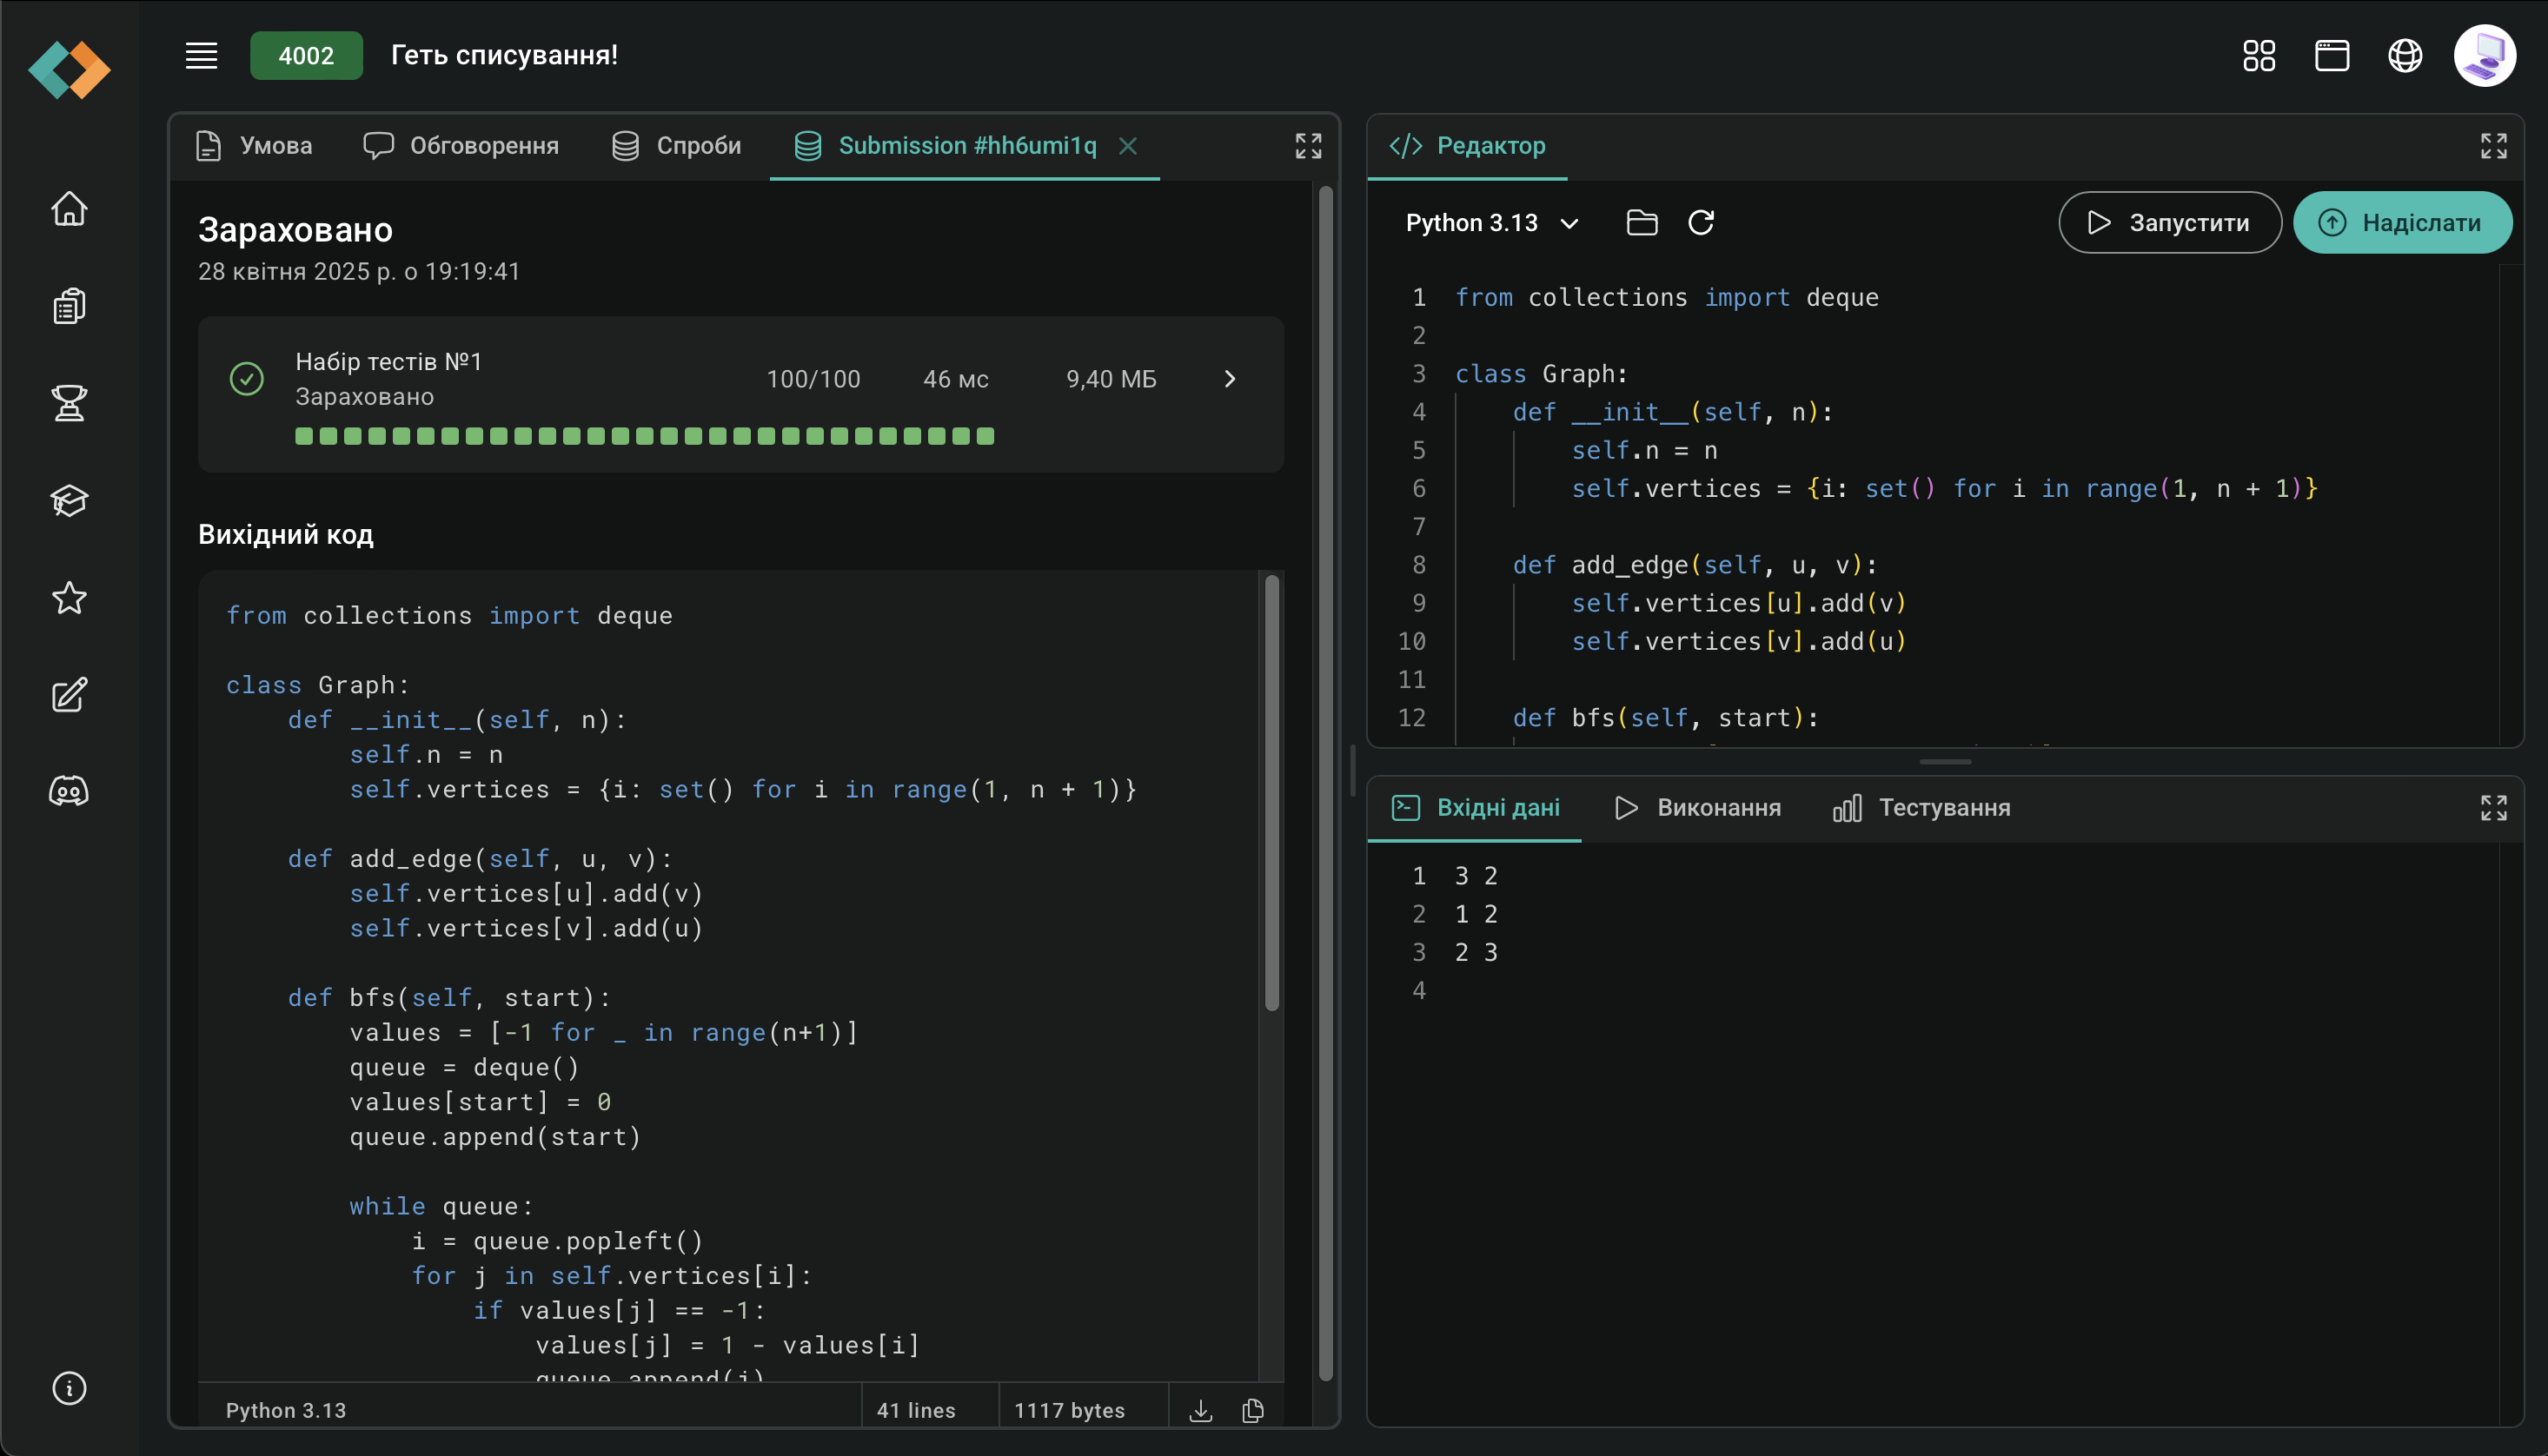 4002 Геть списування!
Умова Обговорення Спроби Submission #hh6umi1q
Зараховано
28 квітня 2025 р. о 19:19:41
Набір тестів №1
Зараховано
100/100 46 мс 9,40 МБ
Вихідний код
from collections import deque
class Graph:
    def __init__(self, n):
        self.n = n
        self.vertices = {i: set() for i in range(1, n + 1)}
    def add_edge(self, u, v):
        self.vertices[u].add(v)
        self.vertices[v].add(u)
    def bfs(self, start):
        values = [-1 for _ in range(n+1)]
        queue = deque()
        values[start] = 0
        queue.append(start)
        while queue:
            i = queue.popleft()
            for j in self.vertices[i]:
                if values[j] == -1:
                    values[j] = 1 - values[i]
                    queue.append(j)
Python 3.13 41 lines 1117 bytes
Редактор
Python 3.13 Запустити Надіслати
1 from collections import deque
2
3 class Graph:
4     def __init__(self, n):
5         self.n = n
6         self.vertices = {i: set() for i in range(1, n + 1)}
7
8     def add_edge(self, u, v):
9         self.vertices[u].add(v)
10         self.vertices[v].add(u)
11
12     def bfs(self, start):
Вхідні дані Виконання Тестування
1 3 2
2 1 2
3 2 3
4